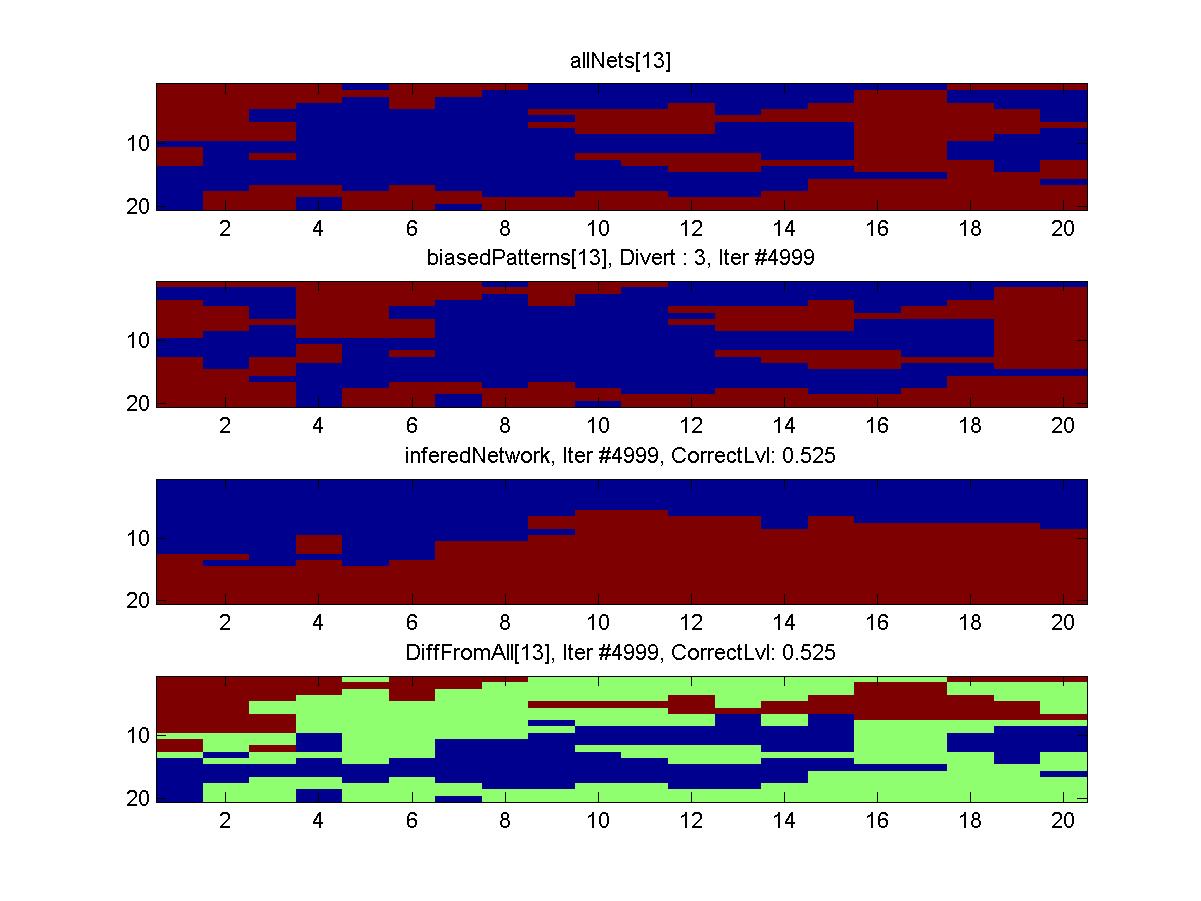 allNets[13]
10
20
2 4 6 8 10 12 14 16 18 20
biasedPatterns[13], Divert : 3, Iter #4999
10
20
2 4 6 8 10 12 14 16 18 20
inferedNetwork, Iter #4999, CorrectLvl: 0.525
10
20
2 4 6 8 10 12 14 16 18 20
DiffFromAll[13], Iter #4999, CorrectLvl: 0.525
10
20
2 4 6 8 10 12 14 16 18 20